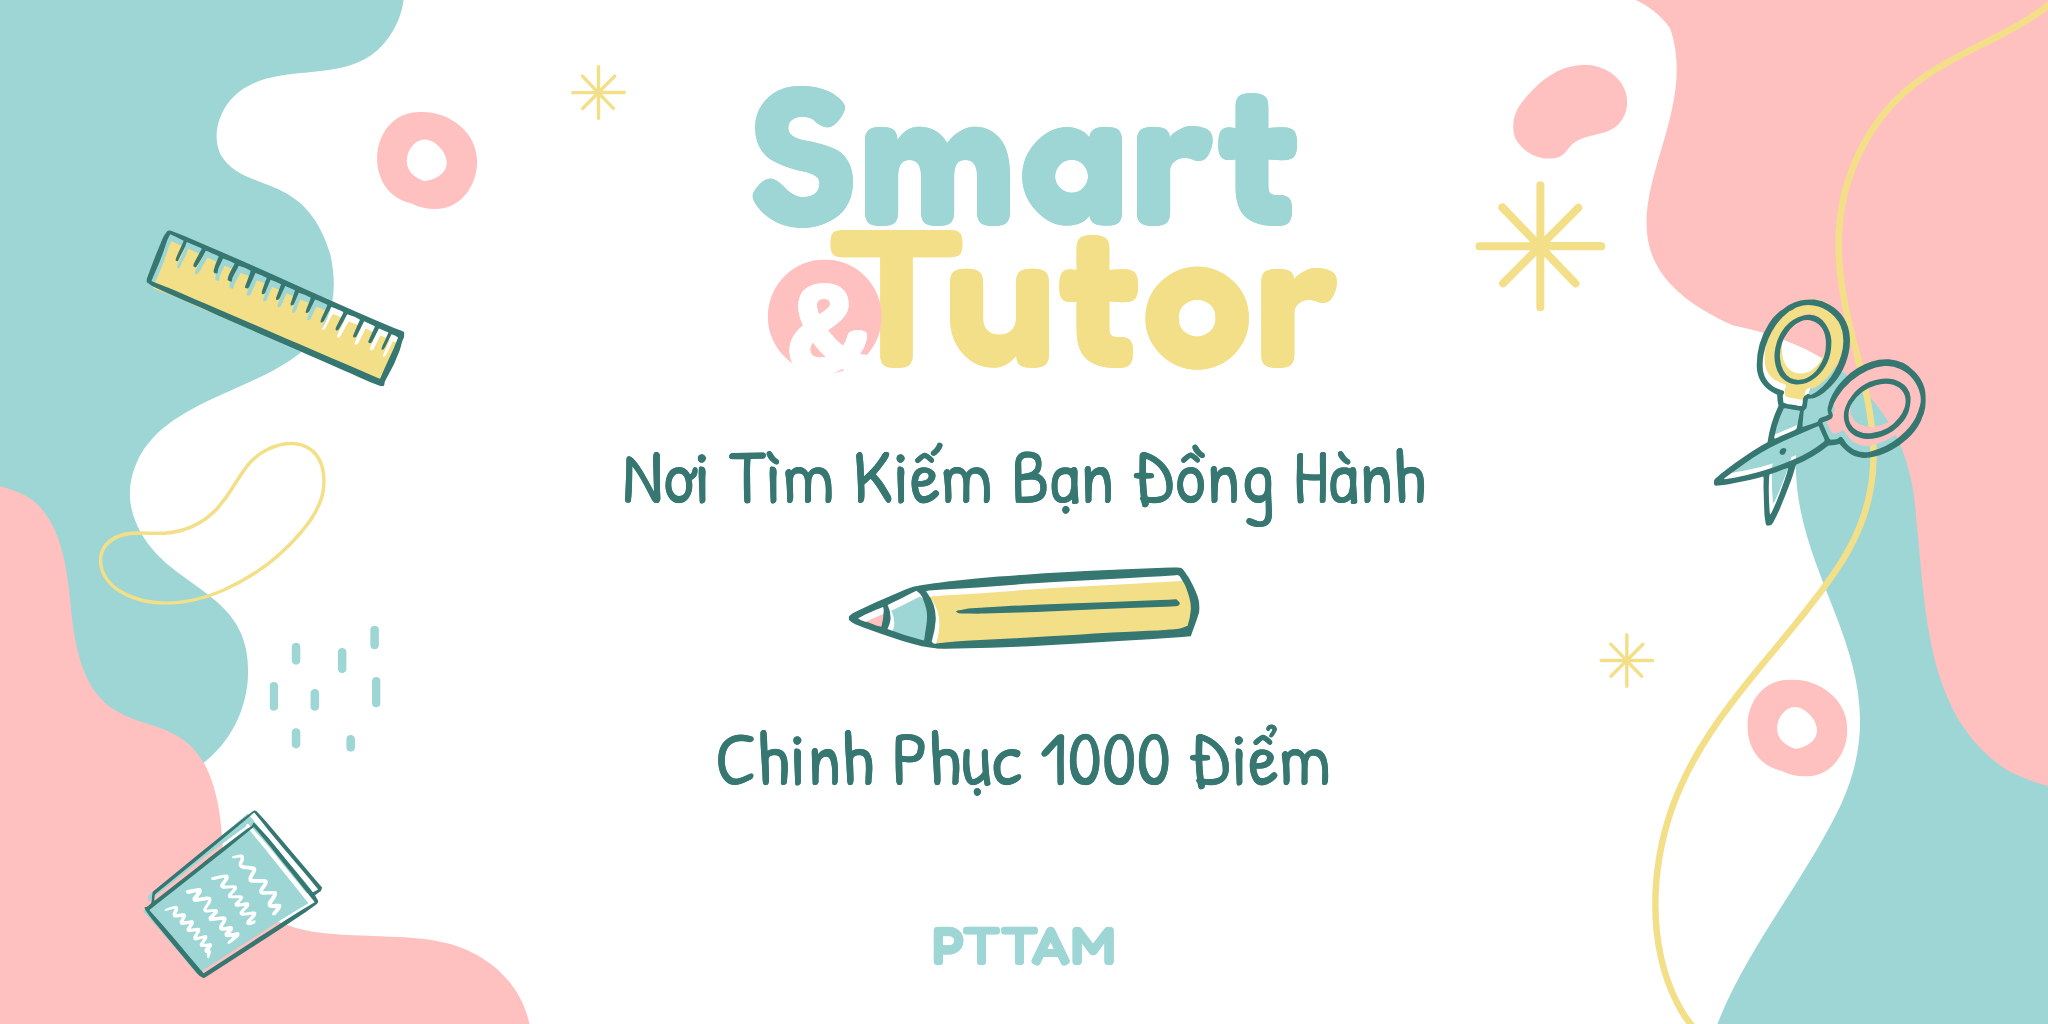 Smart
&Tutor
Nơi Tìm Kiếm Bạn Đồng Hành
Chinh Phục 1000 Điểm
PTTAM